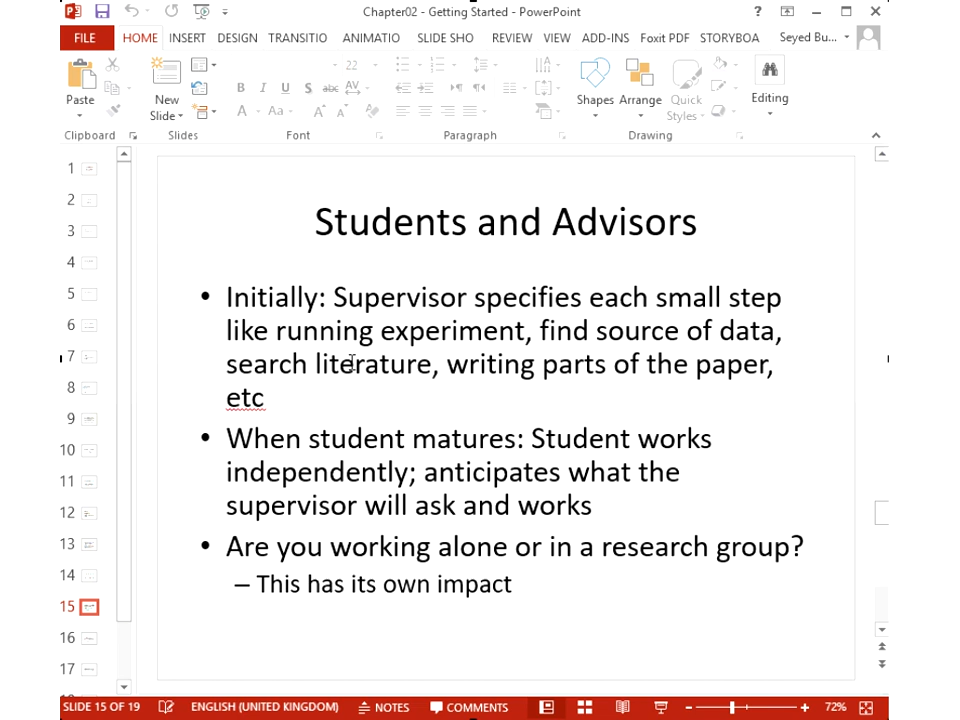 Chapter02 - Getting Started - PowerPoint
FILE HOME INSERT DESIGN TRANSITIO ANIMATIO SLIDE SHO REVIEW VIEW ADD-INS Foxit PDF STORYBOA Seyed Bu...
22
Paste New Slide Shapes Arrange Quick Styles Editing
B I U S abc AV
A Aa A A
Clipboard Slides Font Paragraph Drawing
1
2
3
4
5
6
7
8
9
10
11
12
13
14
15
16
17
Students and Advisors
• Initially: Supervisor specifies each small step
like running experiment, find source of data,
search literature, writing parts of the paper,
etc
• When student matures: Student works
independently; anticipates what the
supervisor will ask and works
• Are you working alone or in a research group?
– This has its own impact
SLIDE 15 OF 19 ENGLISH (UNITED KINGDOM) NOTES COMMENTS 72%